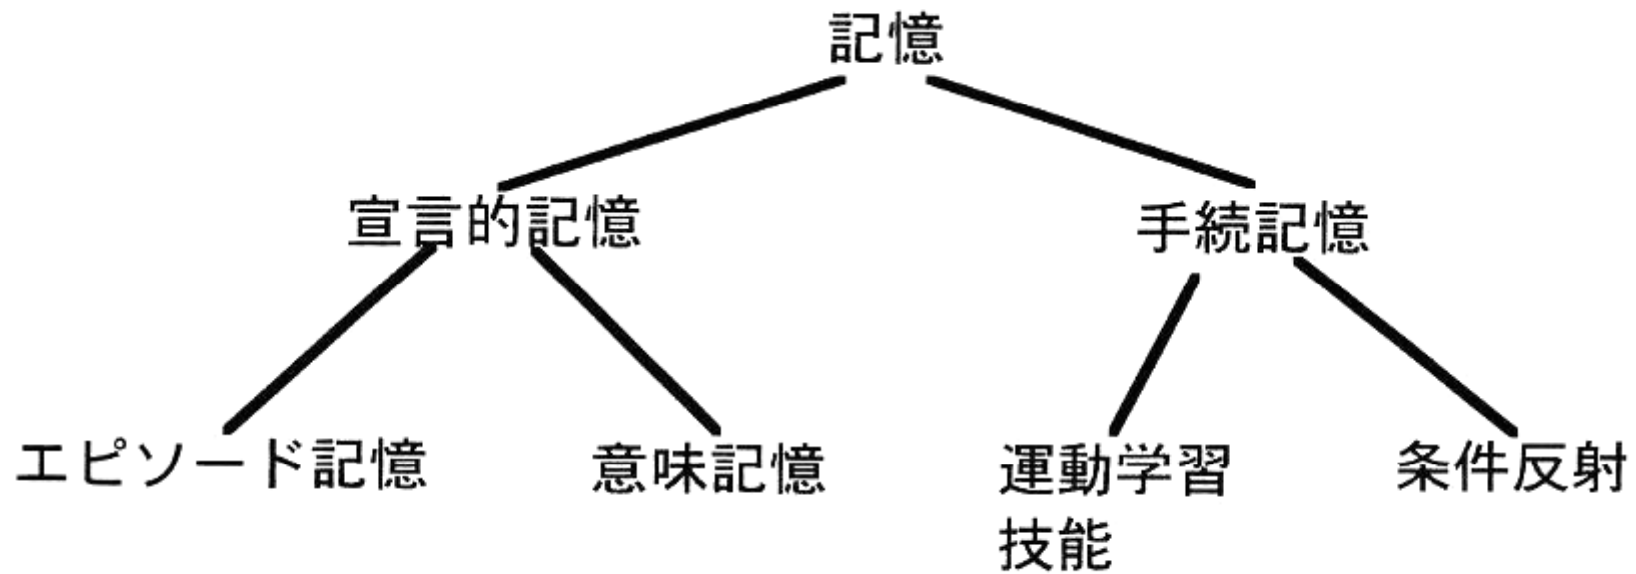 記憶
宣言的記憶
手続記憶
エピソード記憶
意味記憶
運動学習
技能
条件反射